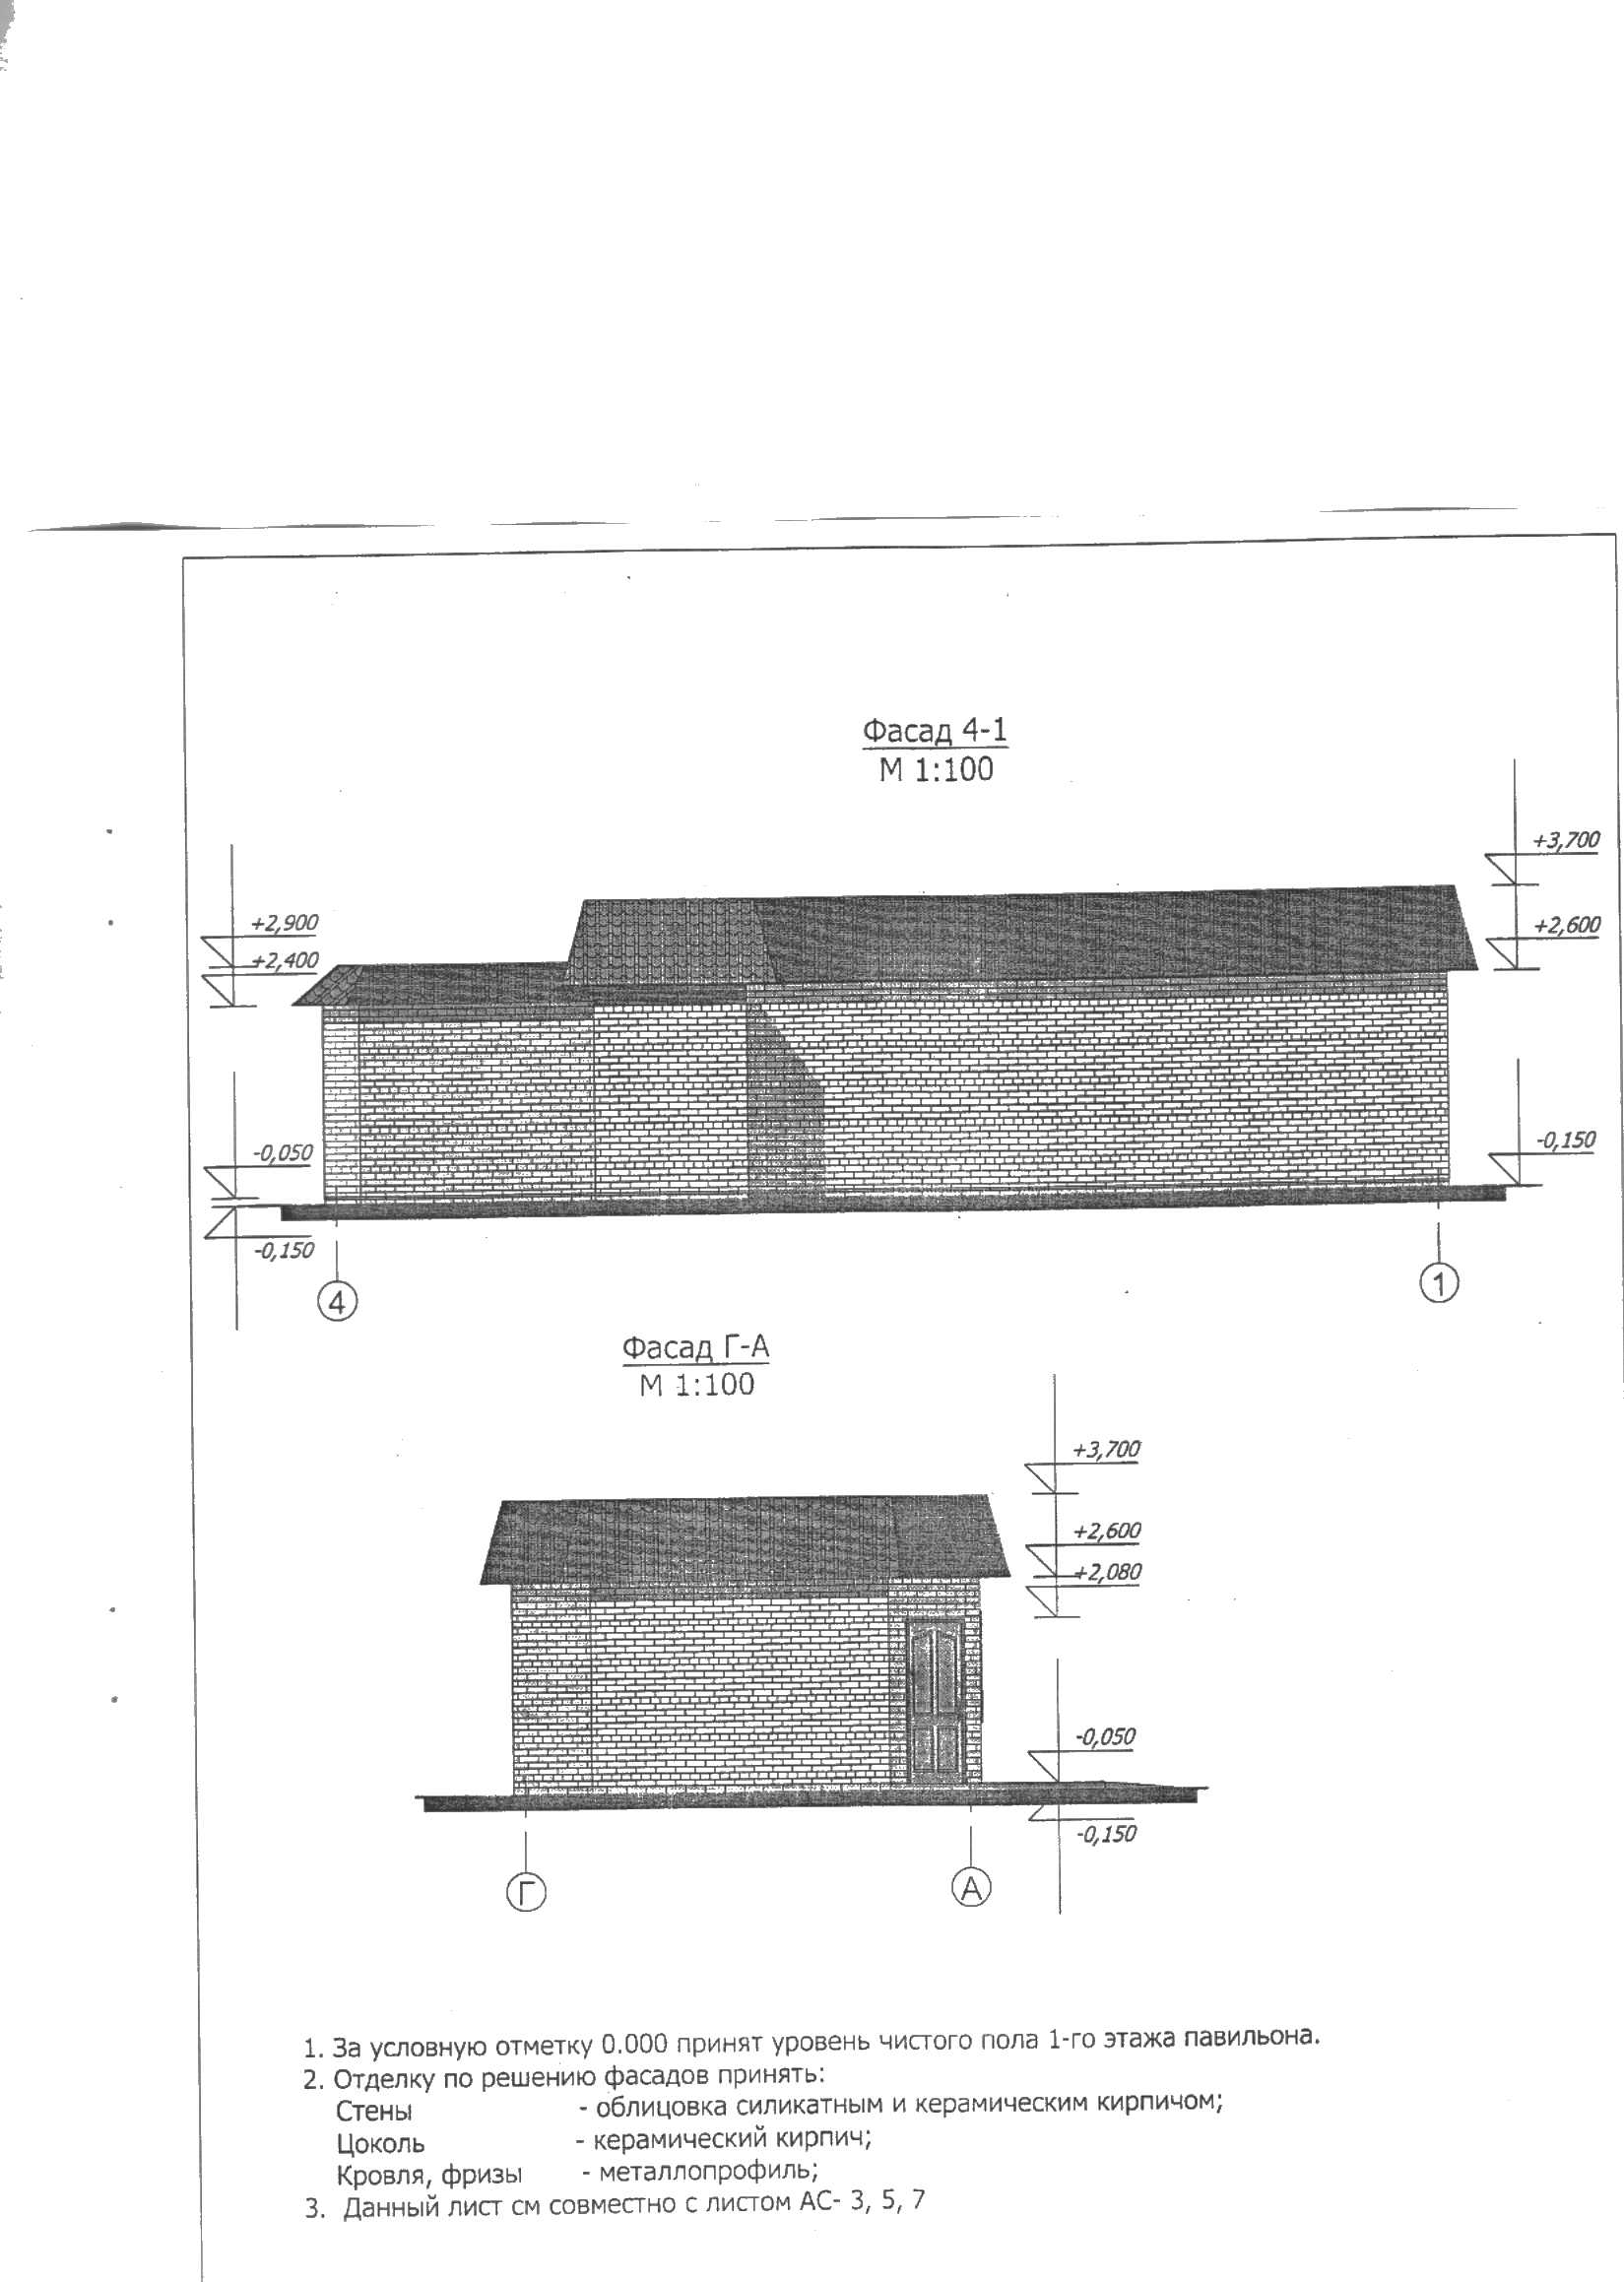 Фасад 4-1
М 1:100
+3,700
+2,900
+2,600
+2,400
-0,050
-0,150
-0,150
4
1
Фасад Г-А
М 1:100
+3,700
+2,600
+2,080
-0,050
-0,150
Г
А
1. За условную отметку 0.000 принят уровень чистого пола 1-го этажа павильона.
2. Отделку по решению фасадов принять:
Стены - облицовка силикатным и керамическим кирпичом;
Цоколь - керамический кирпич;
Кровля, фризы - металлопрофиль;
3. Данный лист см совместно с листом АС- 3, 5, 7